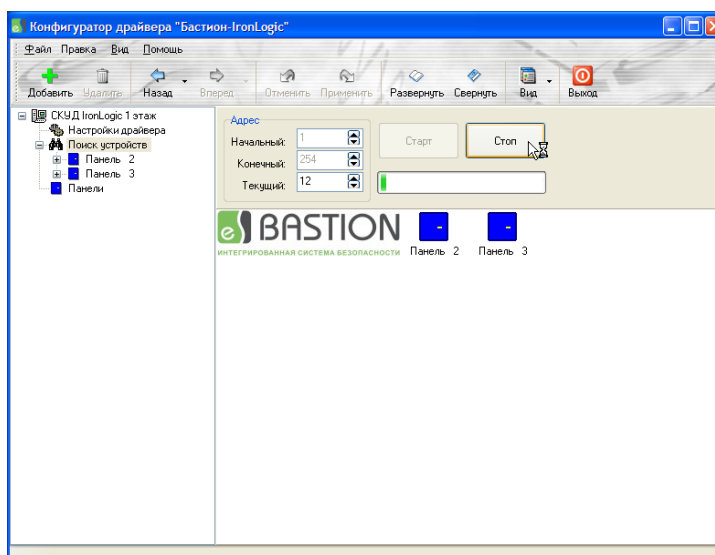 Конфигуратор драйвера "Бастион-IronLogic"
Файл Правка Вид Помощь
Добавить Удалить Назад Вперед Отменить Применить Развернуть Свернуть Вид Выход
СКУД IronLogic 1 этаж
Настройки драйвера
Поиск устройств
Панель 2
Панель 3
Панели
Адрес
Начальный: 1
Конечный: 254
Текущий: 12
Старт Стоп
es BASTION
ИНТЕГРИРОВАННАЯ СИСТЕМА БЕЗОПАСНОСТИ
Панель 2 Панель 3